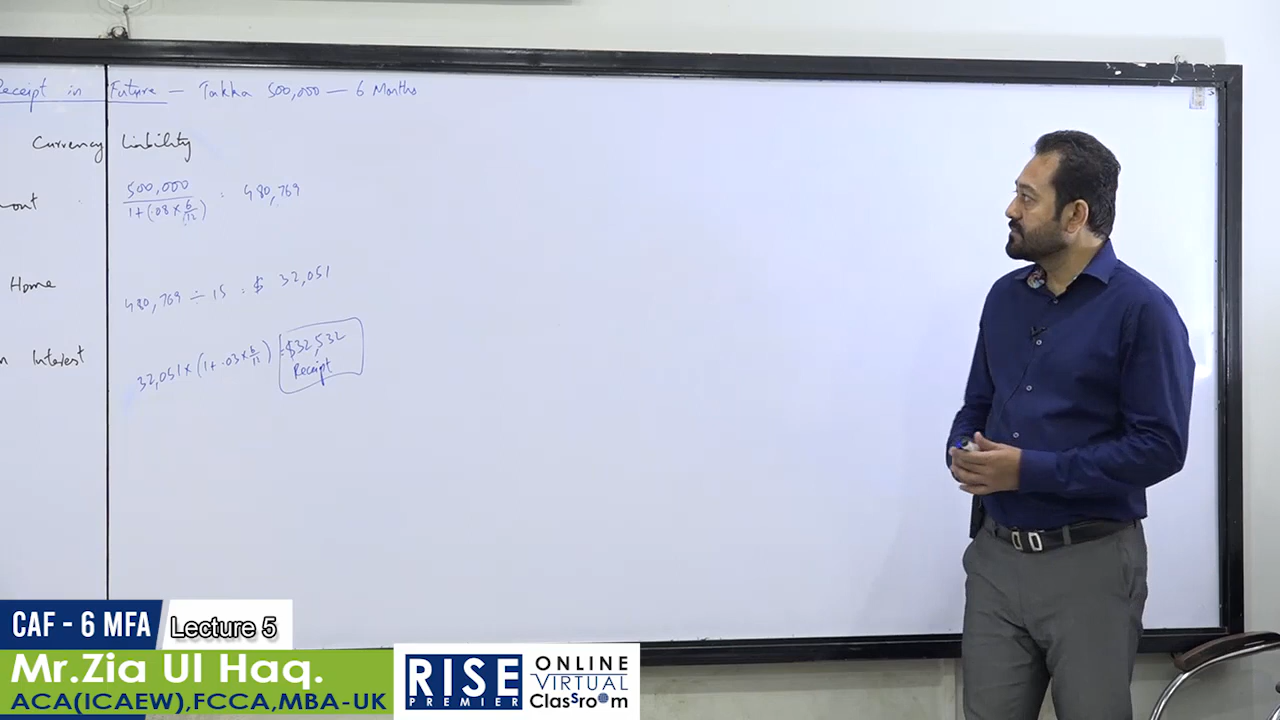 Receipt in Future — Takka 500,000 — 6 Months
Currency Liability
500,000
1+(.08 × 6/12)
= 480,769
Home
480,769 ÷ 15 = $ 32,051
Interest
32,051 × (1+.03 × 6/12) = $32,532
Receipt
CAF - 6 MFA
Lecture 5
Mr.Zia Ul Haq.
ACA(ICAEW),FCCA,MBA-UK
RISE
PREMIER
ONLINE
VIRTUAL
Classroom